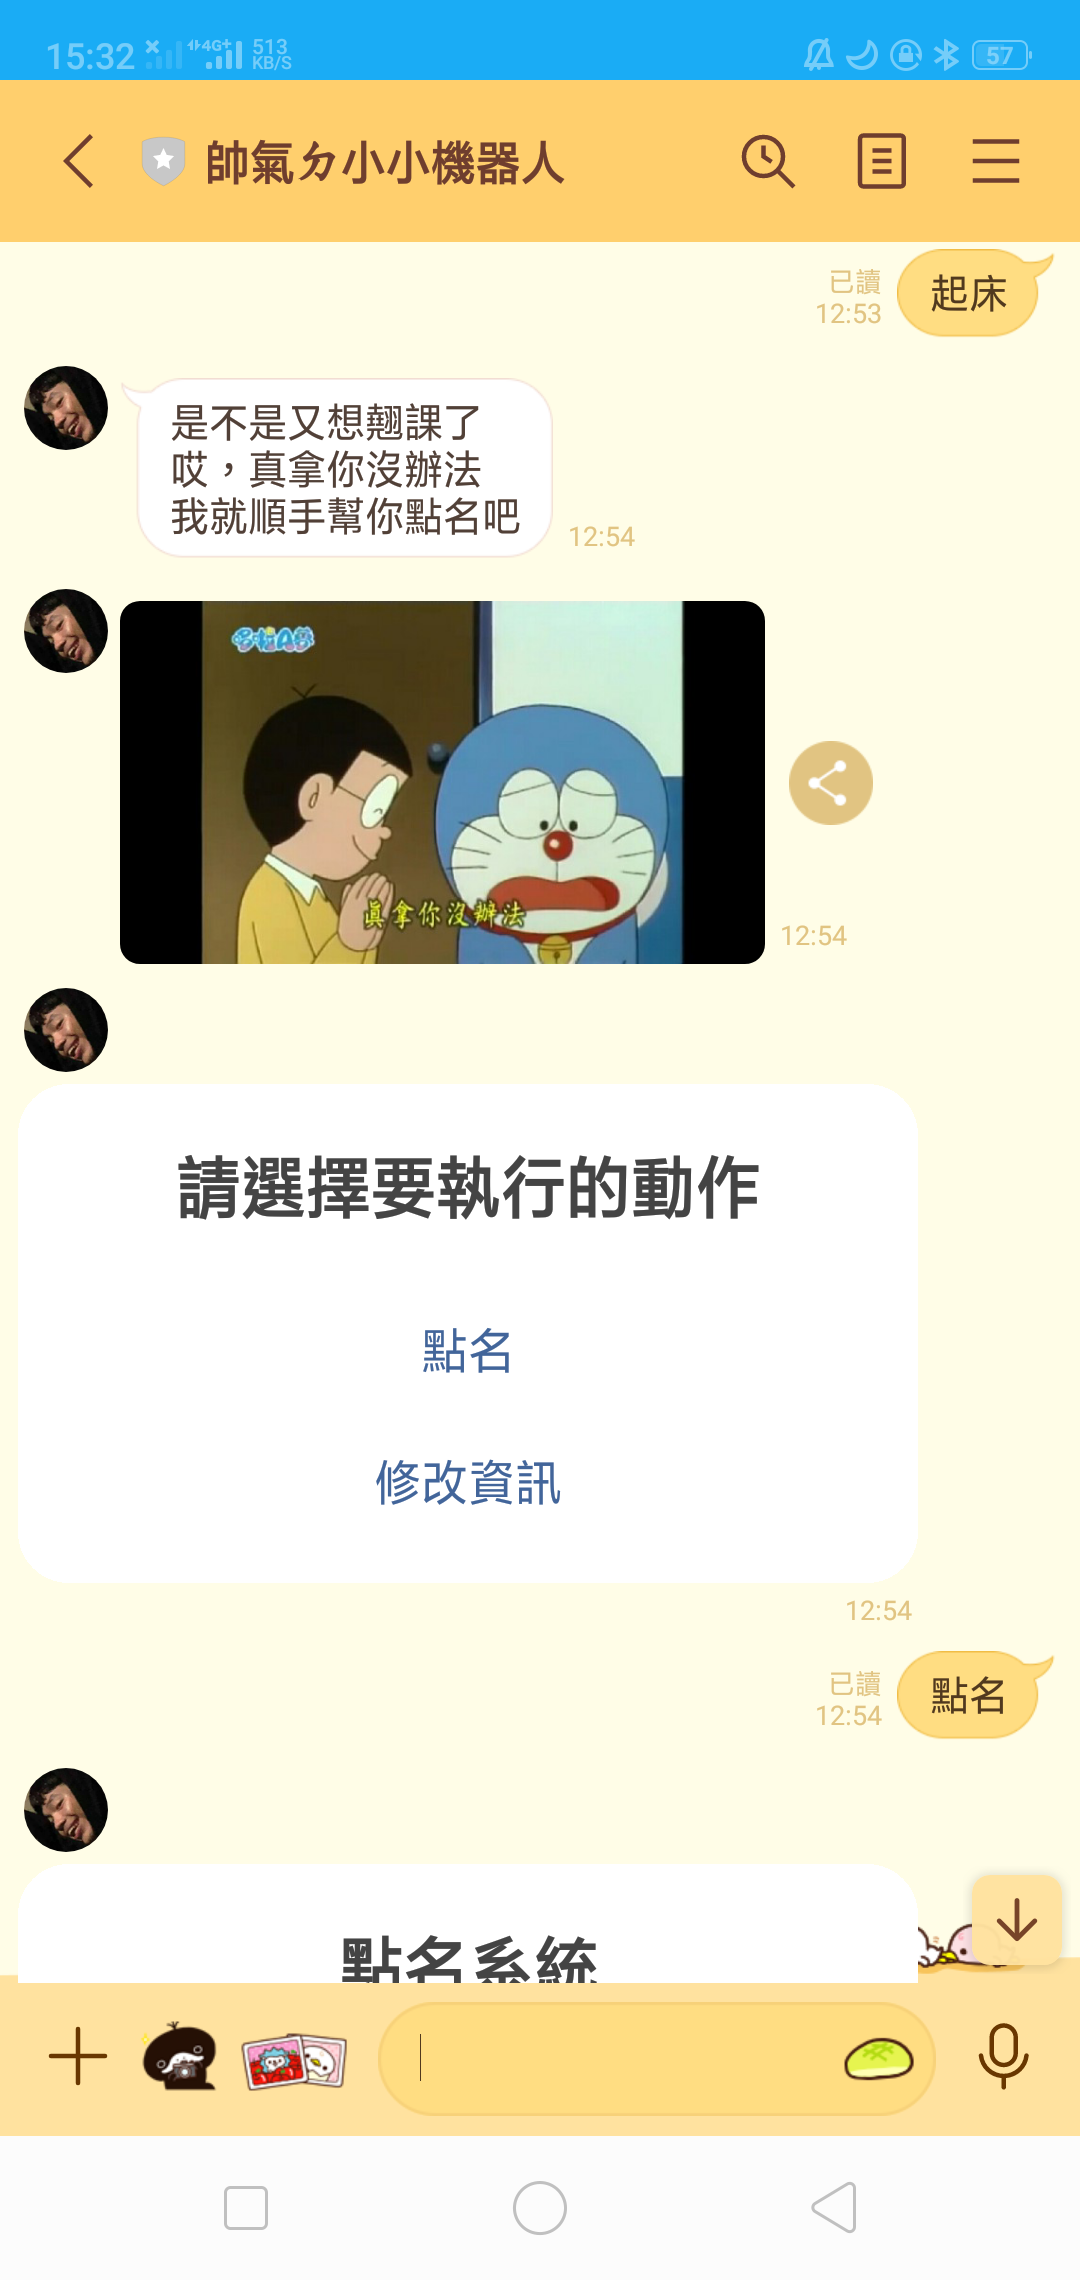 15:32
4G+
513
KB/S
57
帥氣ㄉ小小機器人
已讀
12:53
起床
是不是又想翹課了
哎，真拿你沒辦法
我就順手幫你點名吧
12:54
哆啦A夢
真拿你沒辦法
12:54
請選擇要執行的動作
點名
修改資訊
12:54
已讀
12:54
點名
點名系統